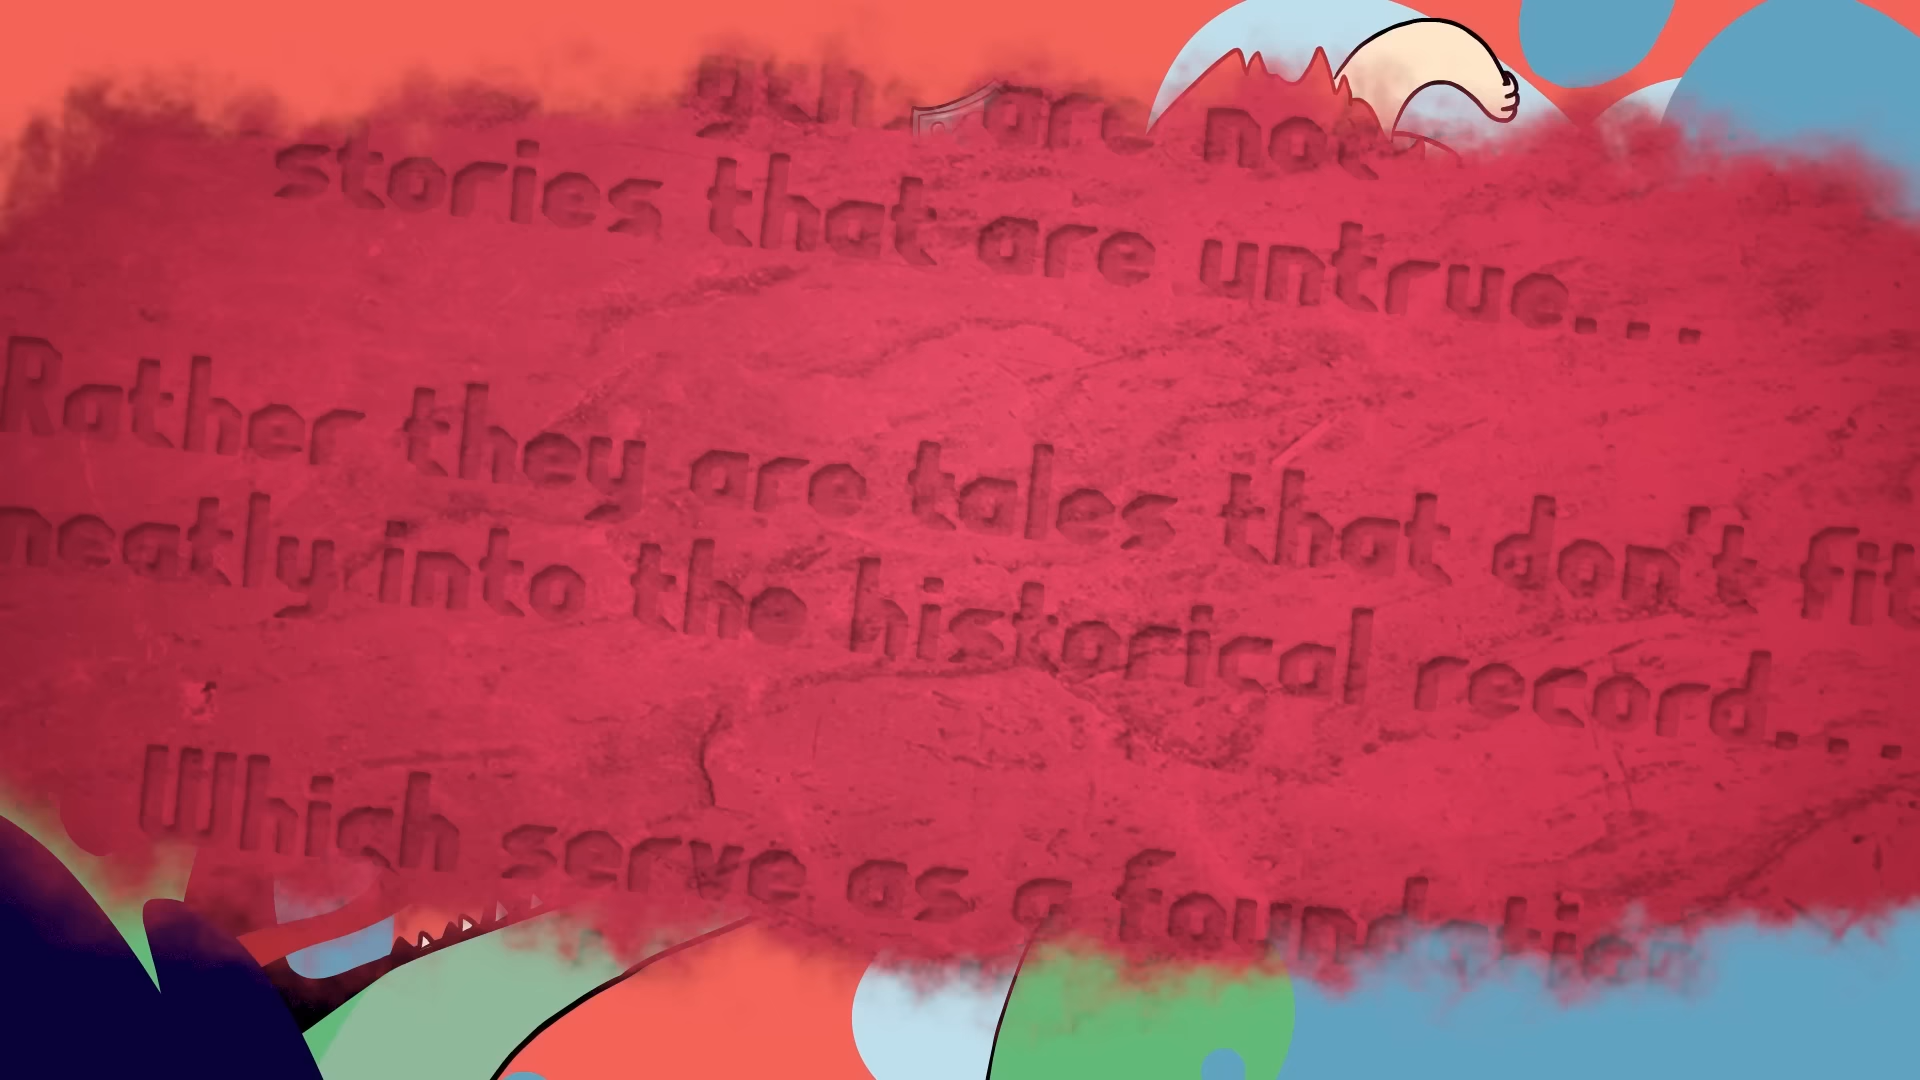 are not
stories that are untrue...
Rather they are tales that don't fit
neatly into the historical record...
Which serve as a foundation